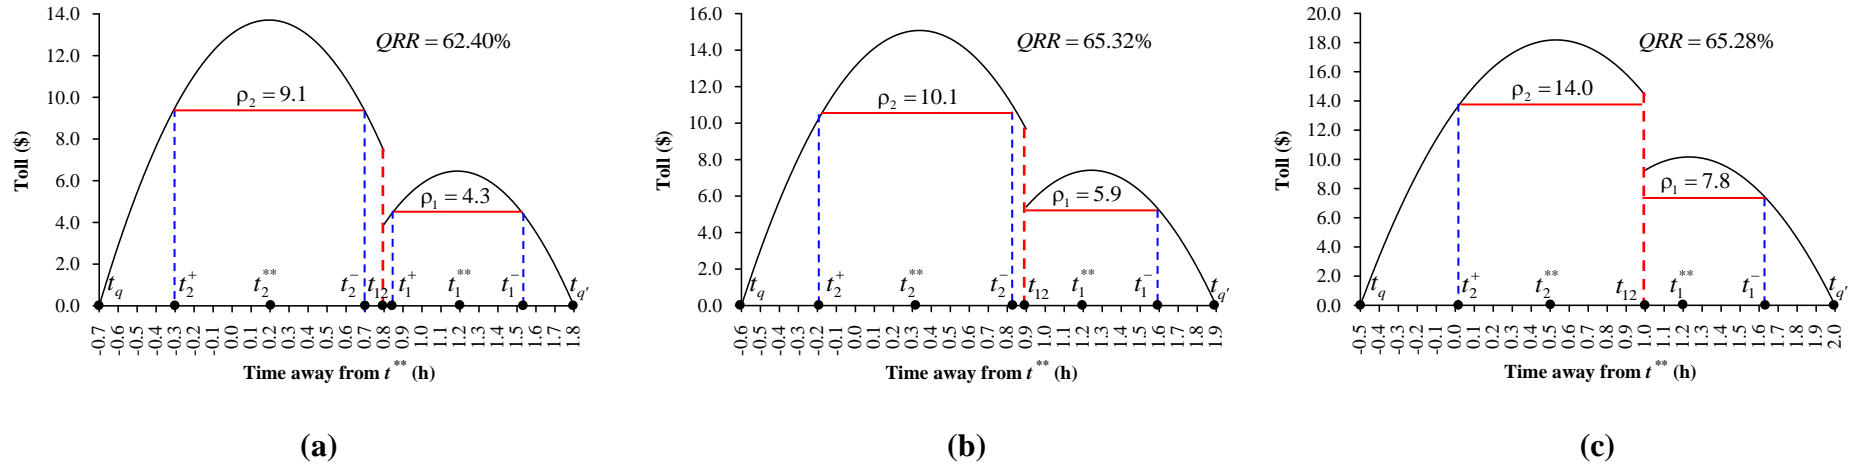 14.0
12.0
10.0
8.0
6.0
4.0
2.0
0.0
Toll ($)
QRR = 62.40%
ρ₂ = 9.1
ρ₁ = 4.3
t_q t₂⁺ t₂** t₂⁻ t₁₂ t₁⁺ t₁** t₁⁻ t_q'
-0.7 -0.6 -0.5 -0.4 -0.3 -0.2 -0.1 0.0 0.1 0.2 0.3 0.4 0.5 0.6 0.7 0.8 0.9 1.0 1.1 1.2 1.3 1.4 1.5 1.6 1.7 1.8
Time away from t** (h)
(a)
16.0
14.0
12.0
10.0
8.0
6.0
4.0
2.0
0.0
Toll ($)
QRR = 65.32%
ρ₂ = 10.1
ρ₁ = 5.9
t_q t₂⁺ t₂** t₂⁻ t₁₂ t₁** t₁⁻ t_q'
-0.6 -0.5 -0.4 -0.3 -0.2 -0.1 0.0 0.1 0.2 0.3 0.4 0.5 0.6 0.7 0.8 0.9 1.0 1.1 1.2 1.3 1.4 1.5 1.6 1.7 1.8 1.9
Time away from t** (h)
(b)
20.0
18.0
16.0
14.0
12.0
10.0
8.0
6.0
4.0
2.0
0.0
Toll ($)
QRR = 65.28%
ρ₂ = 14.0
ρ₁ = 7.8
t_q t₂⁺ t₂** t₁₂ t₁** t₁⁻ t_q'
-0.5 -0.4 -0.3 -0.2 -0.1 0.0 0.1 0.2 0.3 0.4 0.5 0.6 0.7 0.8 0.9 1.0 1.1 1.2 1.3 1.4 1.5 1.6 1.7 1.8 1.9 2.0
Time away from t** (h)
(c)